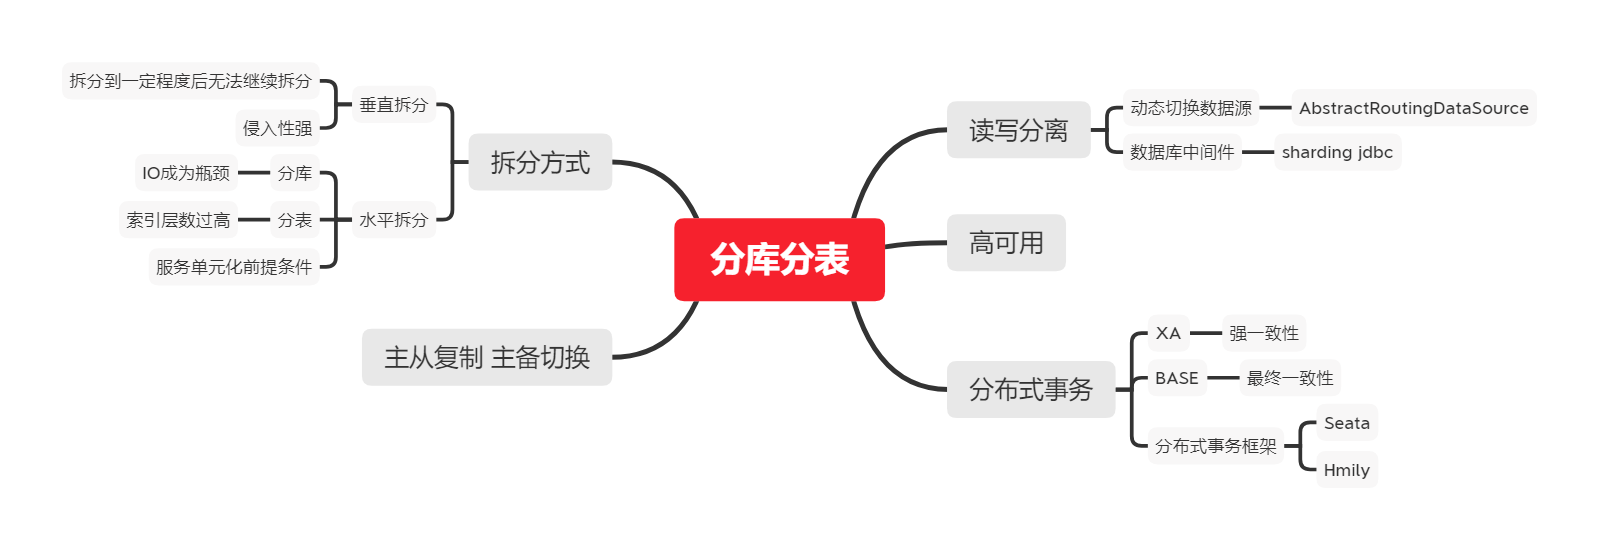 分库分表
读写分离
动态切换数据源
AbstractRoutingDataSource
数据库中间件
sharding jdbc
高可用
分布式事务
XA
强一致性
BASE
最终一致性
分布式事务框架
Seata
Hmily
拆分方式
垂直拆分
拆分到一定程度后无法继续拆分
侵入性强
水平拆分
分库
IO成为瓶颈
分表
索引层数过高
服务单元化前提条件
主从复制 主备切换